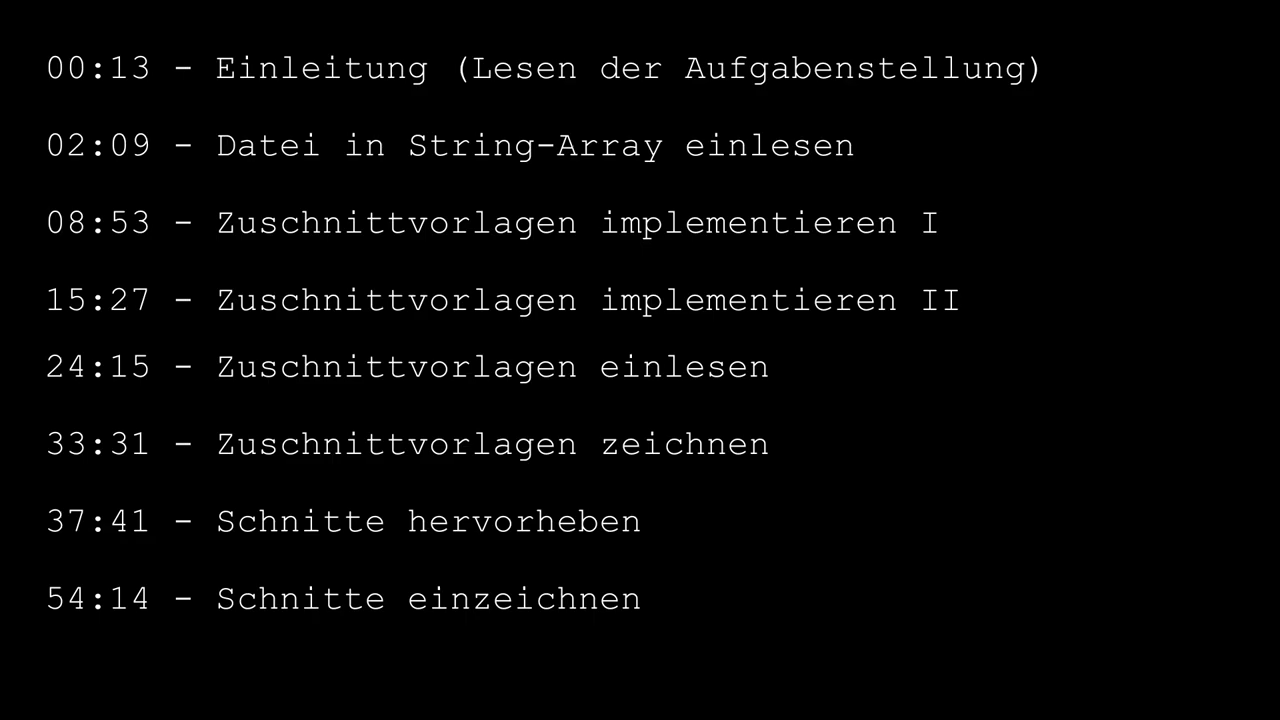 00:13 - Einleitung (Lesen der Aufgabenstellung)
02:09 - Datei in String-Array einlesen
08:53 - Zuschnittvorlagen implementieren I
15:27 - Zuschnittvorlagen implementieren II
24:15 - Zuschnittvorlagen einlesen
33:31 - Zuschnittvorlagen zeichnen
37:41 - Schnitte hervorheben
54:14 - Schnitte einzeichnen